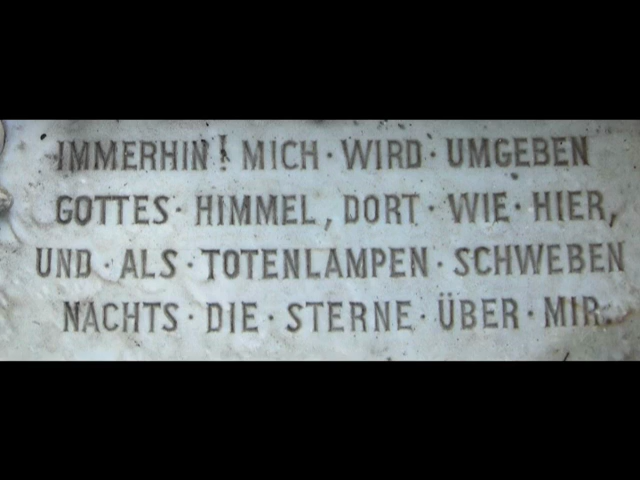 IMMERHIN! MICH·WIRD·UMGEBEN
GOTTES·HIMMEL, DORT·WIE·HIER,
UND·ALS·TOTENLAMPEN·SCHWEBEN
NACHTS·DIE·STERNE·ÜBER·MIR.